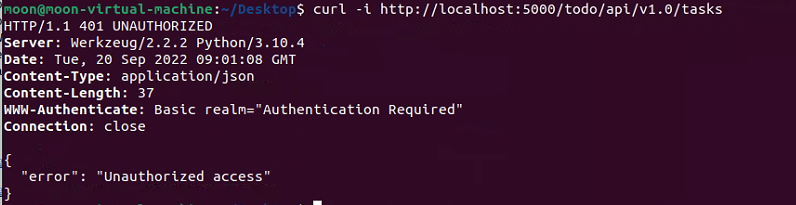 moon@moon-virtual-machine:~/Desktop$ curl -i http://localhost:5000/todo/api/v1.0/tasks
HTTP/1.1 401 UNAUTHORIZED
Server: Werkzeug/2.2.2 Python/3.10.4
Date: Tue, 20 Sep 2022 09:01:08 GMT
Content-Type: application/json
Content-Length: 37
WWW-Authenticate: Basic realm="Authentication Required"
Connection: close

{
  "error": "Unauthorized access"
}